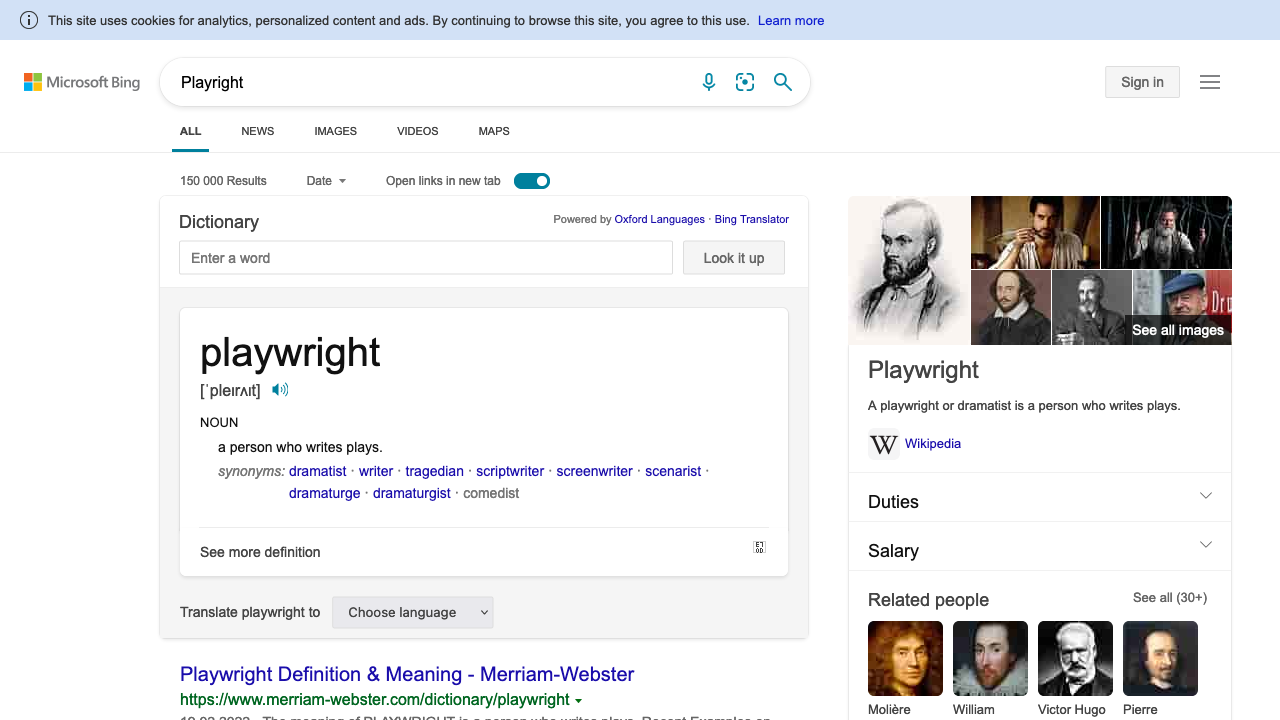 This site uses cookies for analytics, personalized content and ads. By continuing to browse this site, you agree to this use. Learn more
Microsoft Bing
Playright
Sign in
ALL NEWS IMAGES VIDEOS MAPS
150 000 Results Date Open links in new tab
Dictionary
Powered by Oxford Languages · Bing Translator
Enter a word
Look it up
playwright
[ˈpleɪrʌɪt]
NOUN
a person who writes plays.
synonyms: dramatist · writer · tragedian · scriptwriter · screenwriter · scenarist ·
dramaturge · dramaturgist · comedist
See more definition
Translate playwright to Choose language
Playwright Definition & Meaning - Merriam-Webster
https://www.merriam-webster.com/dictionary/playwright
See all images
Playwright
A playwright or dramatist is a person who writes plays.
W Wikipedia
Duties
Salary
Related people See all (30+)
Molière William Victor Hugo Pierre